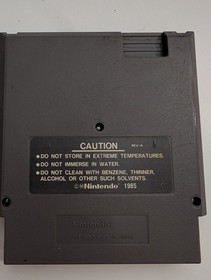 CAUTION REV-A
●DO NOT STORE IN EXTREME TEMPERATURES.
●DO NOT IMMERSE IN WATER.
●DO NOT CLEAN WITH BENZENE, THINNER,
ALCOHOL OR OTHER SUCH SOLVENTS.
©®Nintendo 1985